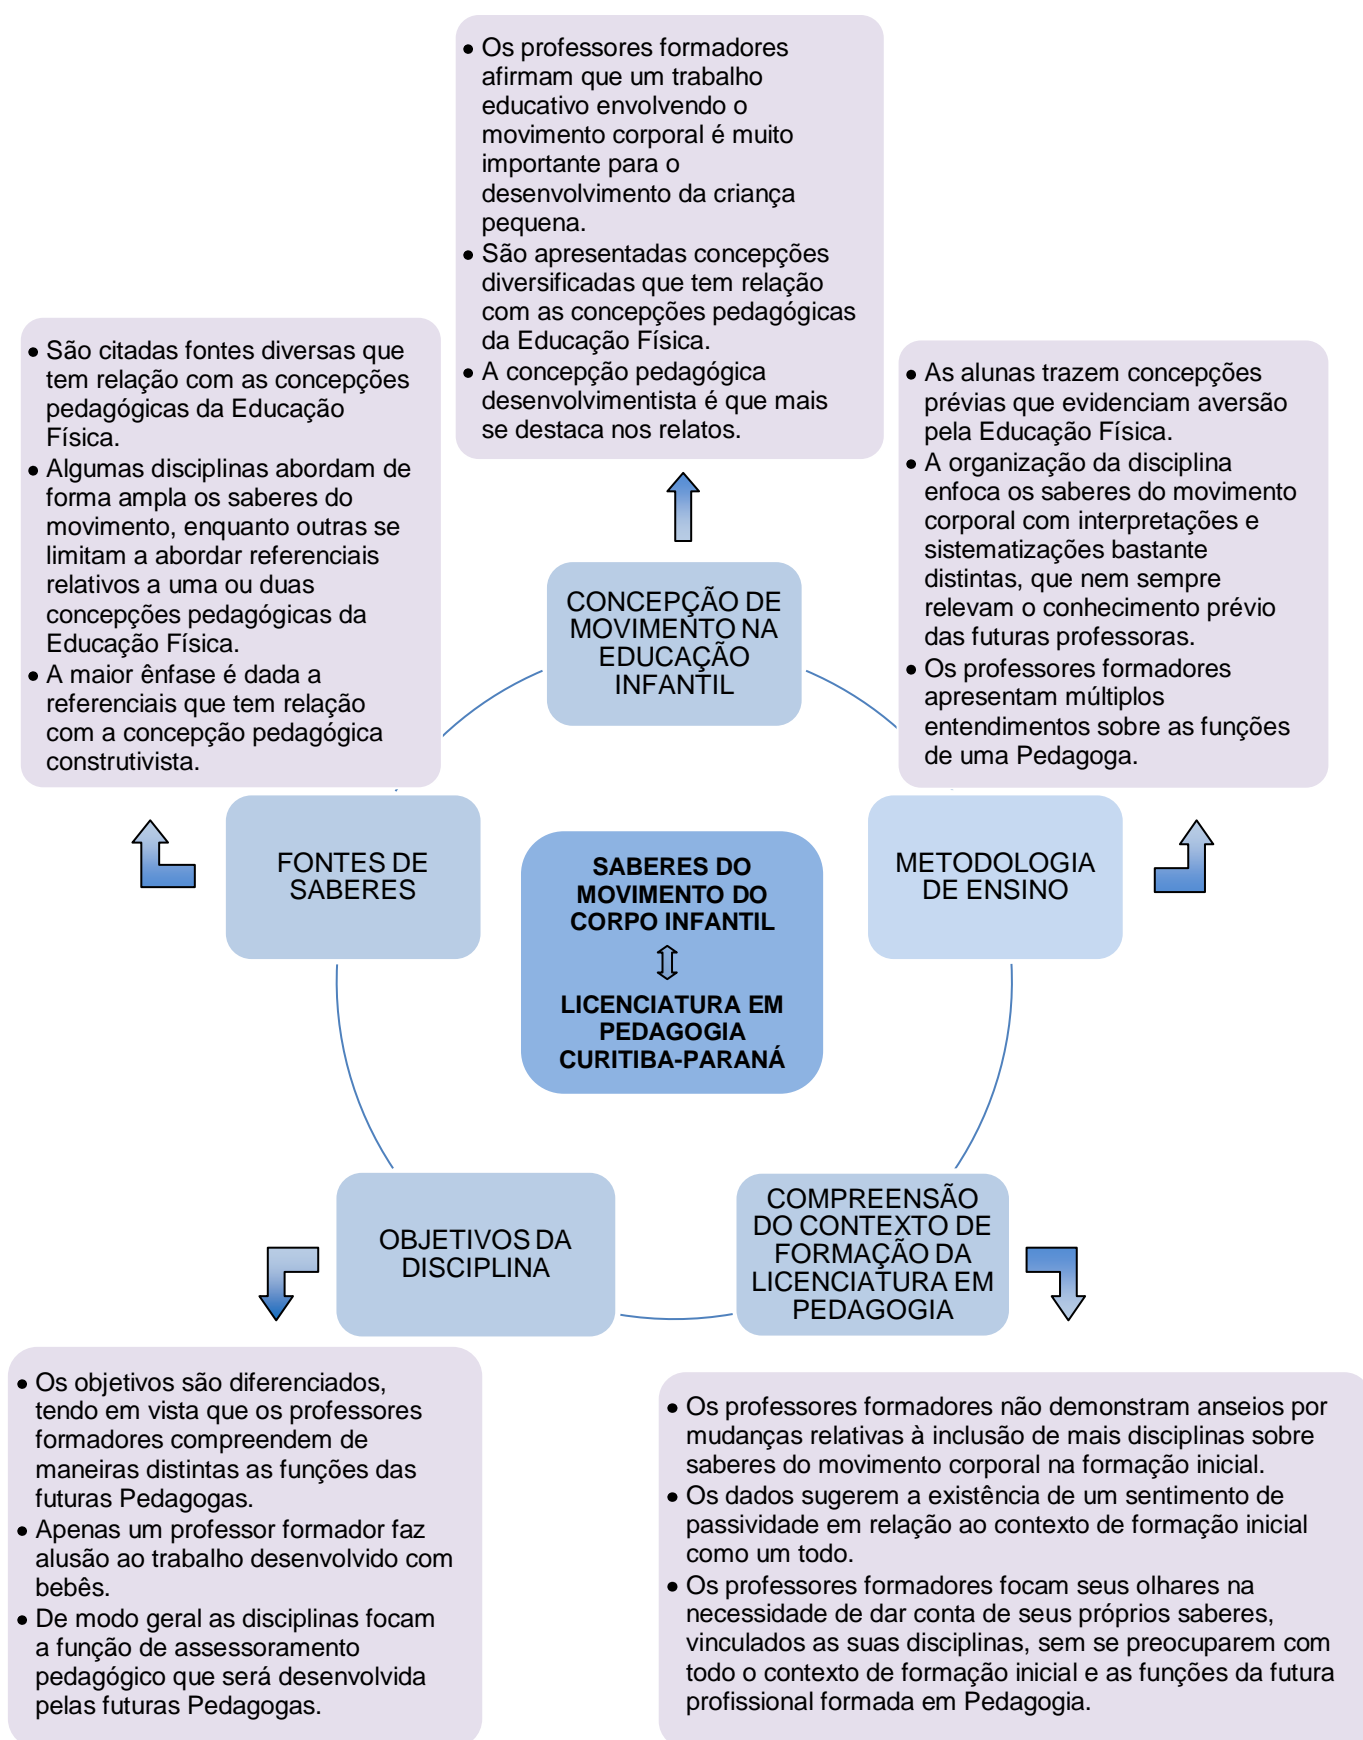 • Os professores formadores
afirmam que um trabalho
educativo envolvendo o
movimento corporal é muito
importante para o
desenvolvimento da criança
pequena.
• São apresentadas concepções
diversificadas que tem relação
com as concepções pedagógicas
da Educação Física.
• A concepção pedagógica
desenvolvimentista é que mais
se destaca nos relatos.
• São citadas fontes diversas que
tem relação com as concepções
pedagógicas da Educação
Física.
• Algumas disciplinas abordam de
forma ampla os saberes do
movimento, enquanto outras se
limitam a abordar referenciais
relativos a uma ou duas
concepções pedagógicas da
Educação Física.
• A maior ênfase é dada a
referenciais que tem relação
com a concepção pedagógica
construtivista.
• As alunas trazem concepções
prévias que evidenciam aversão
pela Educação Física.
• A organização da disciplina
enfoca os saberes do movimento
corporal com interpretações e
sistematizações bastante
distintas, que nem sempre
relevam o conhecimento prévio
das futuras professoras.
• Os professores formadores
apresentam múltiplos
entendimentos sobre as funções
de uma Pedagoga.
CONCEPÇÃO DE
MOVIMENTO NA
EDUCAÇÃO
INFANTIL
FONTES DE
SABERES
SABERES DO
MOVIMENTO DO
CORPO INFANTIL
LICENCIATURA EM
PEDAGOGIA
CURITIBA-PARANÁ
METODOLOGIA
DE ENSINO
OBJETIVOS DA
DISCIPLINA
COMPREENSÃO
DO CONTEXTO DE
FORMAÇÃO DA
LICENCIATURA EM
PEDAGOGIA
• Os objetivos são diferenciados,
tendo em vista que os professores
formadores compreendem de
maneiras distintas as funções das
futuras Pedagogas.
• Apenas um professor formador faz
alusão ao trabalho desenvolvido com
bebês.
• De modo geral as disciplinas focam
a função de assessoramento
pedagógico que será desenvolvida
pelas futuras Pedagogas.
• Os professores formadores não demonstram anseios por
mudanças relativas à inclusão de mais disciplinas sobre
saberes do movimento corporal na formação inicial.
• Os dados sugerem a existência de um sentimento de
passividade em relação ao contexto de formação inicial
como um todo.
• Os professores formadores focam seus olhares na
necessidade de dar conta de seus próprios saberes,
vinculados as suas disciplinas, sem se preocuparem com
todo o contexto de formação inicial e as funções da futura
profissional formada em Pedagogia.